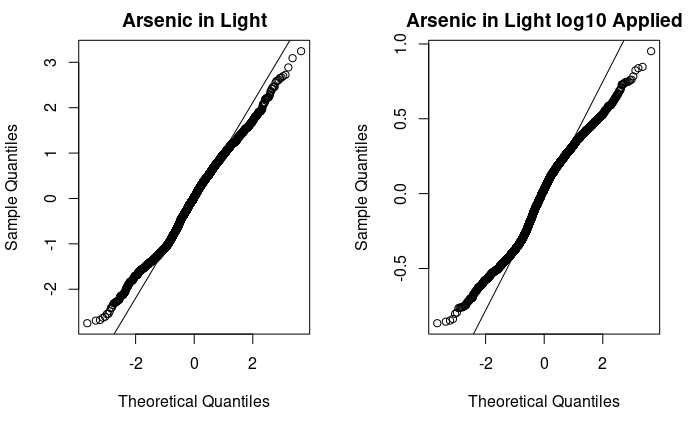 Arsenic in Light
Sample Quantiles
3
2
1
0
-1
-2
-2 0 2
Theoretical Quantiles
Arsenic in Light log10 Applied
Sample Quantiles
1.0
0.5
0.0
-0.5
-2 0 2
Theoretical Quantiles